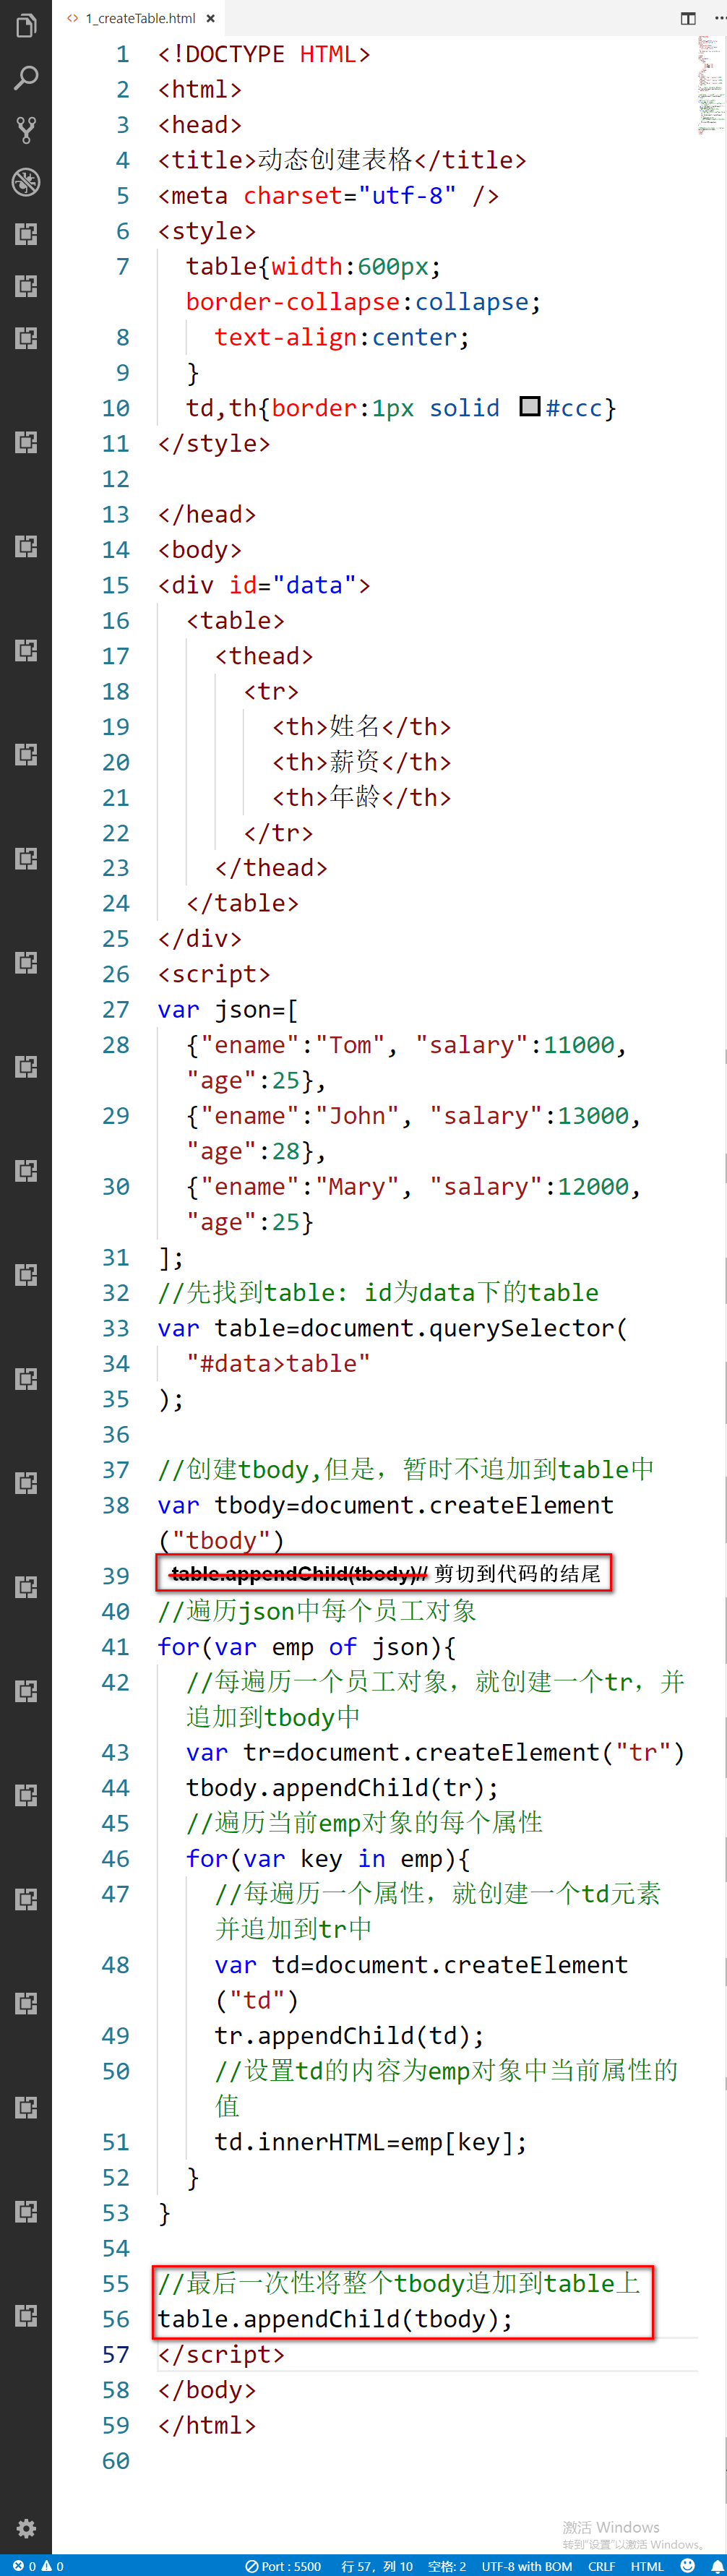 <> 1_createTable.html ×
1 <!DOCTYPE HTML>
2 <html>
3 <head>
4 <title>动态创建表格</title>
5 <meta charset="utf-8" />
6 <style>
7 table{width:600px;
border-collapse:collapse;
8 text-align:center;
9 }
10 td,th{border:1px solid #ccc}
11 </style>
12
13 </head>
14 <body>
15 <div id="data">
16 <table>
17 <thead>
18 <tr>
19 <th>姓名</th>
20 <th>薪资</th>
21 <th>年龄</th>
22 </tr>
23 </thead>
24 </table>
25 </div>
26 <script>
27 var json=[
28 {"ename":"Tom", "salary":11000,
"age":25},
29 {"ename":"John", "salary":13000,
"age":28},
30 {"ename":"Mary", "salary":12000,
"age":25}
31 ];
32 //先找到table: id为data下的table
33 var table=document.querySelector(
34 "#data>table"
35 );
36
37 //创建tbody,但是，暂时不追加到table中
38 var tbody=document.createElement
("tbody")
39 table.appendChild(tbody)// 剪切到代码的结尾
40 //遍历json中每个员工对象
41 for(var emp of json){
42 //每遍历一个员工对象，就创建一个tr，并
追加到tbody中
43 var tr=document.createElement("tr")
44 tbody.appendChild(tr);
45 //遍历当前emp对象的每个属性
46 for(var key in emp){
47 //每遍历一个属性，就创建一个td元素
并追加到tr中
48 var td=document.createElement
("td")
49 tr.appendChild(td);
50 //设置td的内容为emp对象中当前属性的
值
51 td.innerHTML=emp[key];
52 }
53 }
54
55 //最后一次性将整个tbody追加到table上
56 table.appendChild(tbody);
57 </script>
58 </body>
59 </html>
60
激活 Windows
转到"设置"以激活 Windows。
0 0 Port : 5500 行 57，列 10 空格: 2 UTF-8 with BOM CRLF HTML